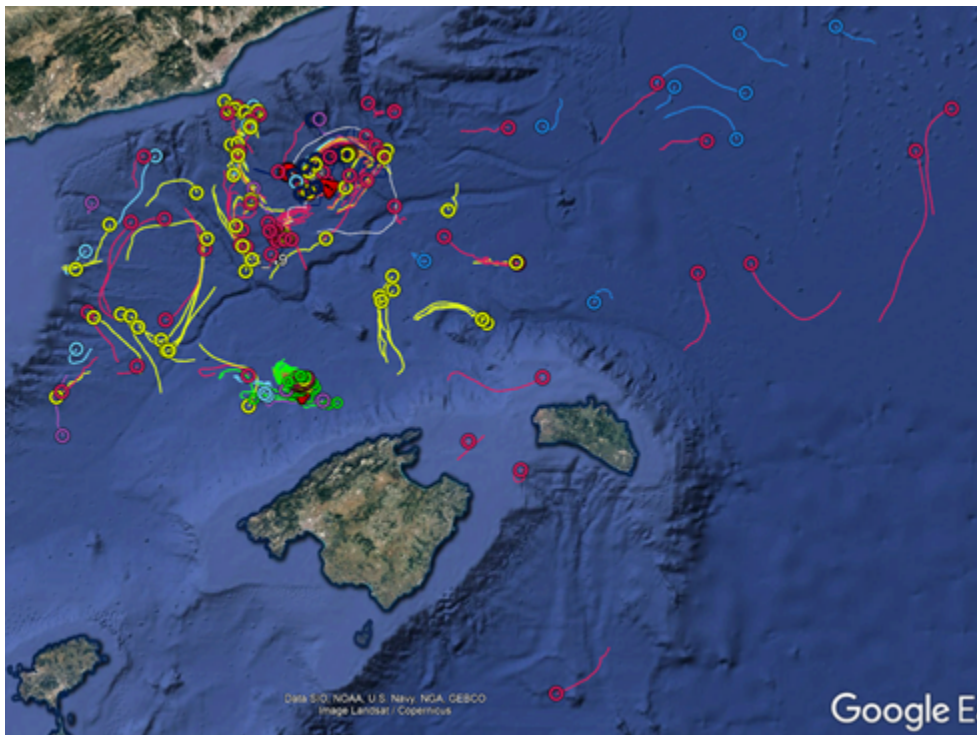 Data SIO, NOAA, U.S. Navy, NGA, GEBCO
Image Landsat / Copernicus
Google E